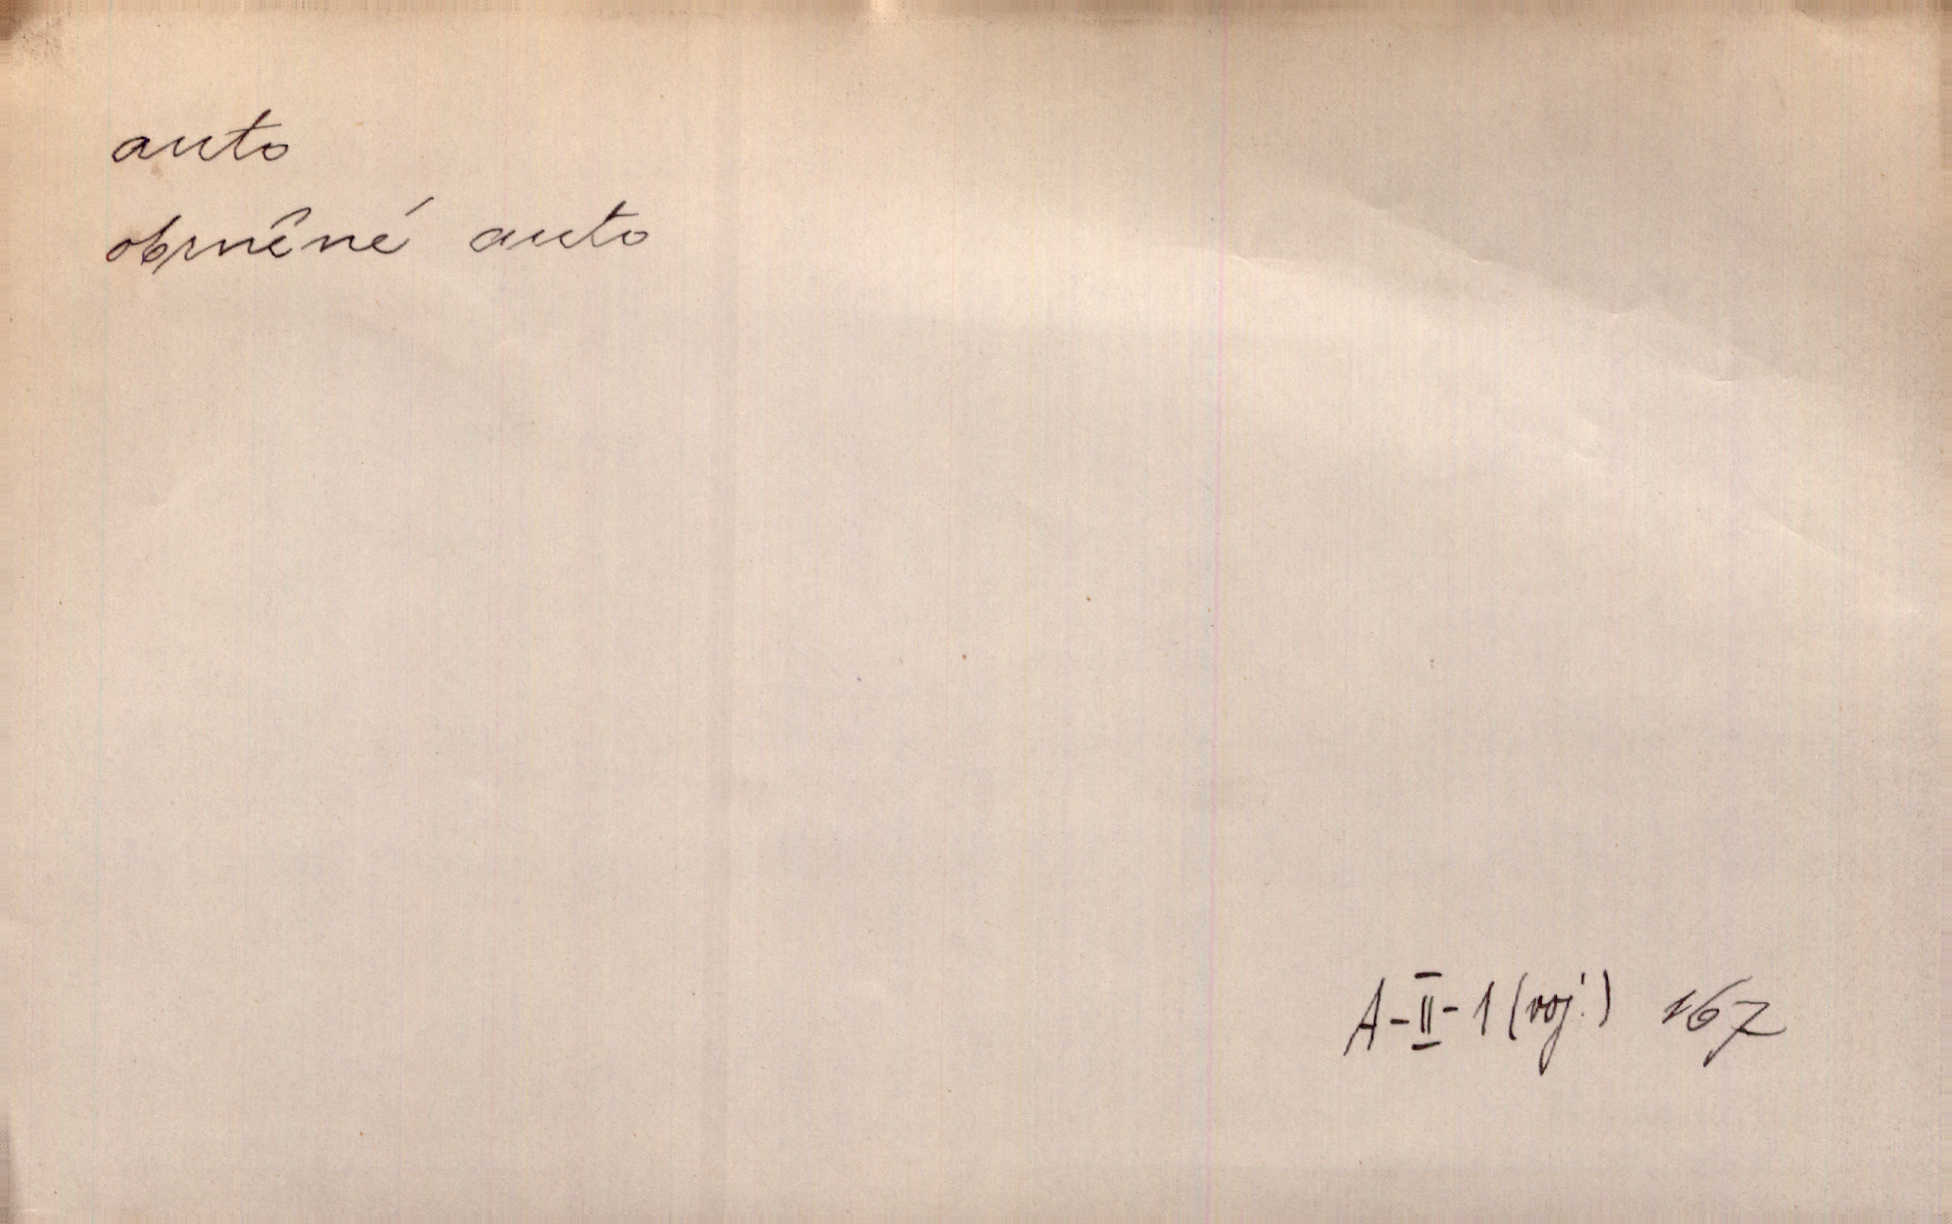 auto
obrněné auto
A-II-1 (voj.) 167